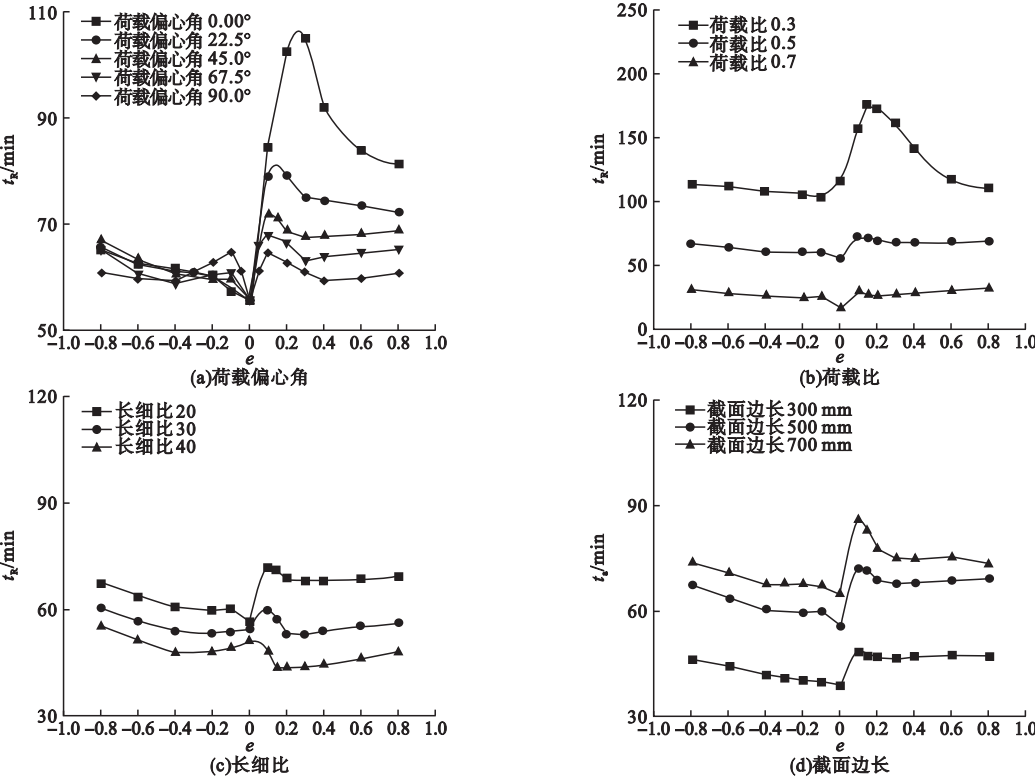 110
90
70
50
t_R/min
荷载偏心角 0.00°
荷载偏心角 22.5°
荷载偏心角 45.0°
荷载偏心角 67.5°
荷载偏心角 90.0°
−1.0 −0.8 −0.6 −0.4 −0.2 0 0.2 0.4 0.6 0.8 1.0
e
(a)荷载偏心角
250
200
150
100
50
0
t_R/min
荷载比 0.3
荷载比 0.5
荷载比 0.7
−1.0 −0.8 −0.6 −0.4 −0.2 0 0.2 0.4 0.6 0.8 1.0
e
(b)荷载比
120
90
60
30
t_R/min
长细比 20
长细比 30
长细比 40
−1.0 −0.8 −0.6 −0.4 −0.2 0 0.2 0.4 0.6 0.8 1.0
e
(c)长细比
120
90
60
30
t_a/min
截面边长 300 mm
截面边长 500 mm
截面边长 700 mm
−1.0 −0.8 −0.6 −0.4 −0.2 0 0.2 0.4 0.6 0.8 1.0
e
(d)截面边长